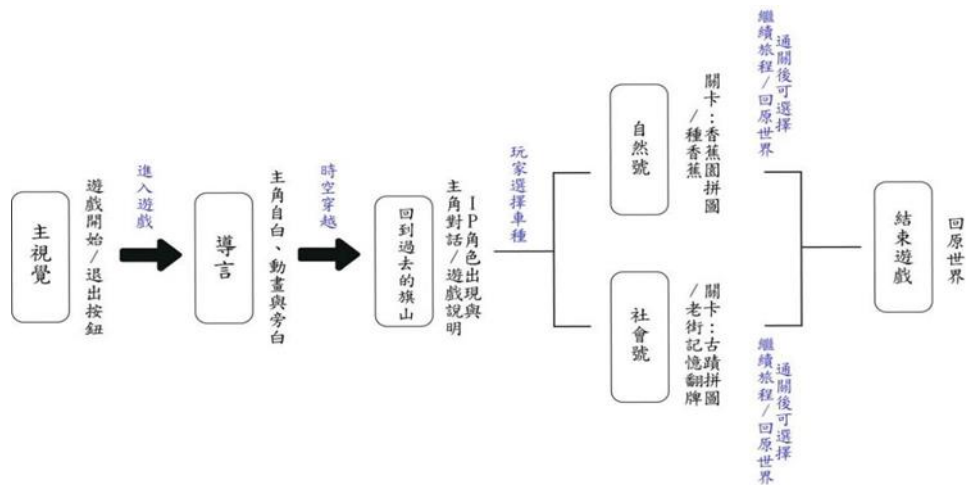 主視覺
遊戲開始/退出按鈕
進入遊戲
導言
主角自白、動畫與旁白
時空穿越
回到過去的旗山
IP角色出現與
主角對話/遊戲說明
玩家選擇車種
自然號
關卡:香蕉園拼圖
/種香蕉
通關後可選擇
繼續旅程/回原世界
社會號
關卡:古蹟拼圖
/老街記憶翻牌
通關後可選擇
繼續旅程/回原世界
結束遊戲
回原世界